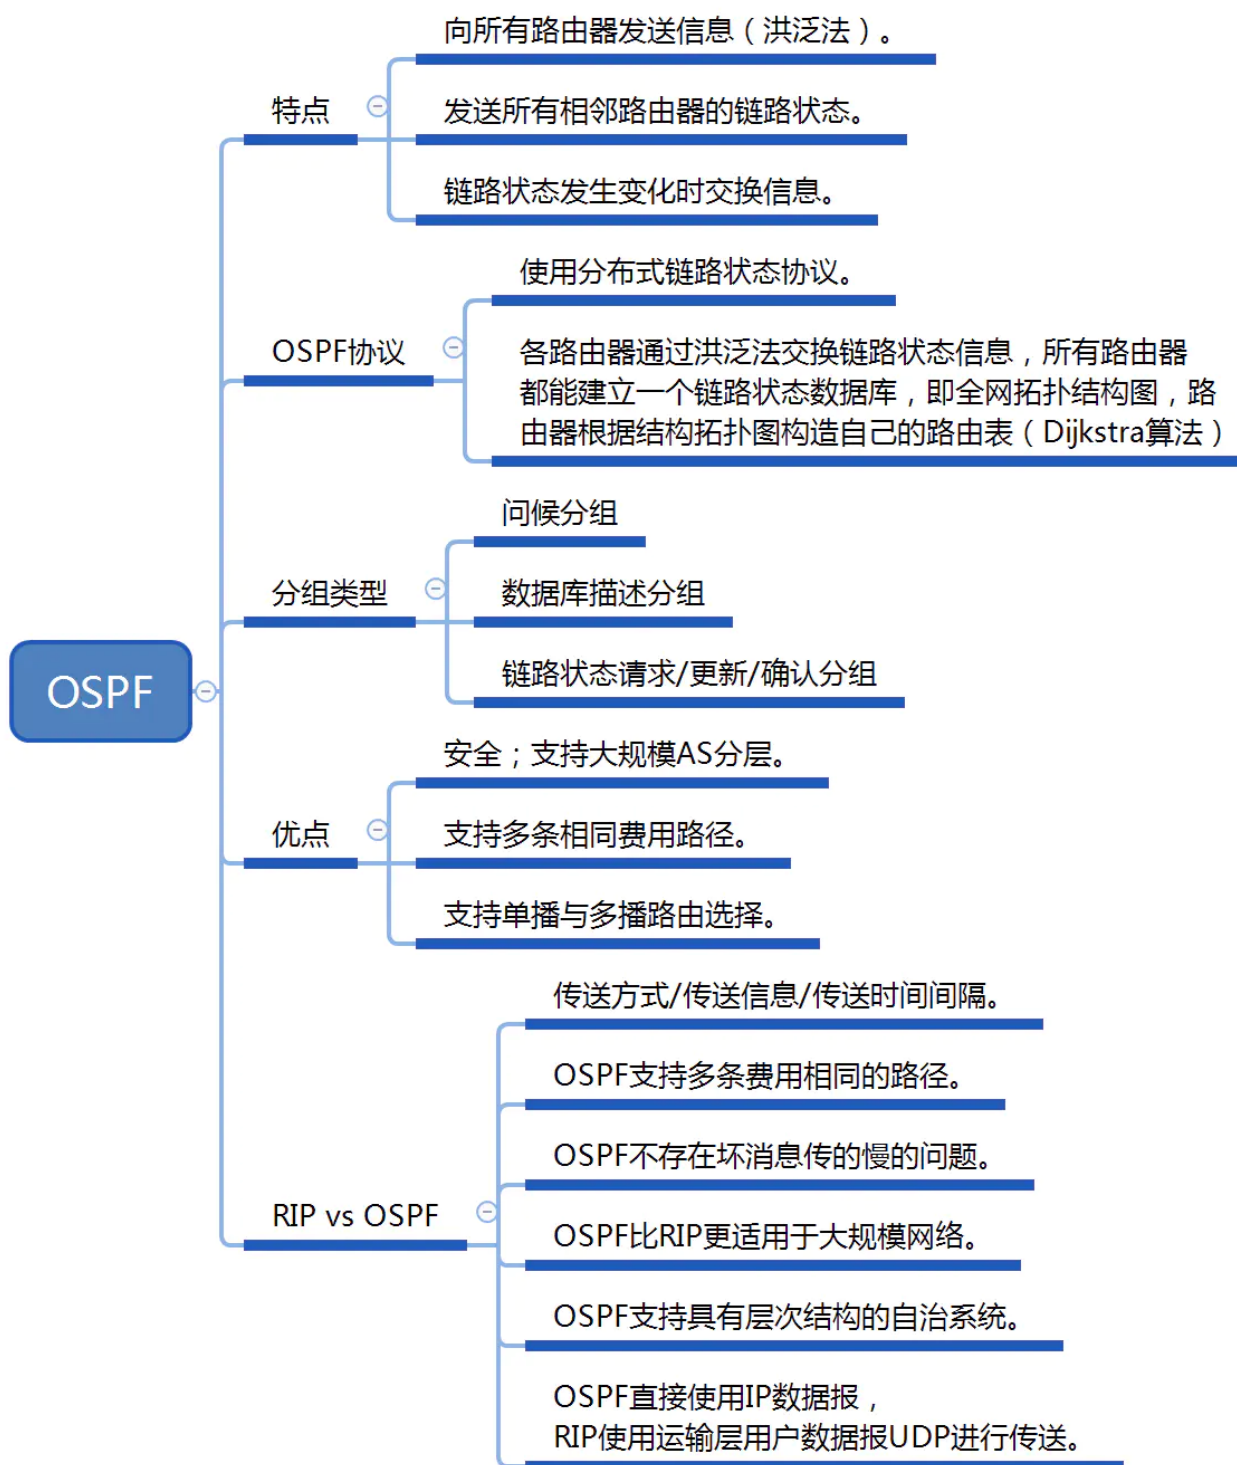 OSPF
特点
向所有路由器发送信息（洪泛法）。
发送所有相邻路由器的链路状态。
链路状态发生变化时交换信息。
OSPF协议
使用分布式链路状态协议。
各路由器通过洪泛法交换链路状态信息，所有路由器
都能建立一个链路状态数据库，即全网拓扑结构图，路
由器根据结构拓扑图构造自己的路由表（Dijkstra算法）
分组类型
问候分组
数据库描述分组
链路状态请求/更新/确认分组
优点
安全；支持大规模AS分层。
支持多条相同费用路径。
支持单播与多播路由选择。
RIP vs OSPF
传送方式/传送信息/传送时间间隔。
OSPF支持多条费用相同的路径。
OSPF不存在坏消息传的慢的问题。
OSPF比RIP更适用于大规模网络。
OSPF支持具有层次结构的自治系统。
OSPF直接使用IP数据报，
RIP使用运输层用户数据报UDP进行传送。